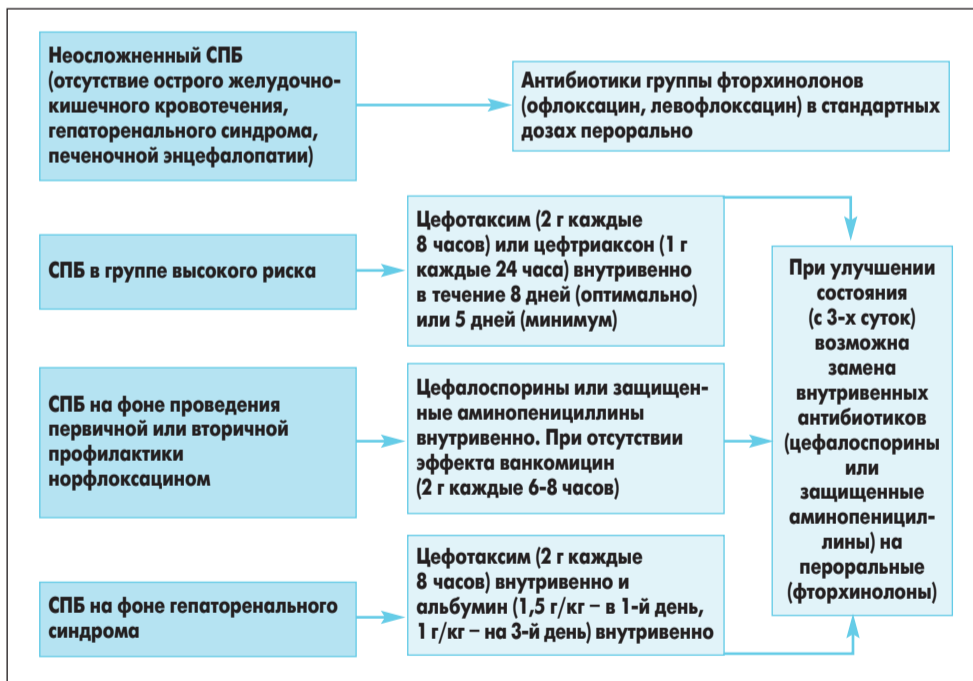 Неосложненный СПБ
(отсутствие острого желудочно-
кишечного кровотечения,
гепаторенального синдрома,
печеночной энцефалопатии)
Антибиотики группы фторхинолонов
(офлоксацин, левофлоксацин) в стандартных
дозах перорально
СПБ в группе высокого риска
Цефотаксим (2 г каждые
8 часов) или цефтриаксон (1 г
каждые 24 часа) внутривенно
в течение 8 дней (оптимально)
или 5 дней (минимум)
СПБ на фоне проведения
первичной или вторичной
профилактики
норфлоксацином
Цефалоспорины или защищен-
ные аминопенициллины
внутривенно. При отсутствии
эффекта ванкомицин
(2 г каждые 6-8 часов)
СПБ на фоне гепаторенального
синдрома
Цефотаксим (2 г каждые
8 часов) внутривенно и
альбумин (1,5 г/кг – в 1-й день,
1 г/кг – на 3-й день) внутривенно
При улучшении
состояния
(с 3-х суток)
возможна
замена
внутривенных
антибиотиков
(цефалоспорины
или
защищенные
аминопеницил-
лины) на
пероральные
(фторхинолоны)